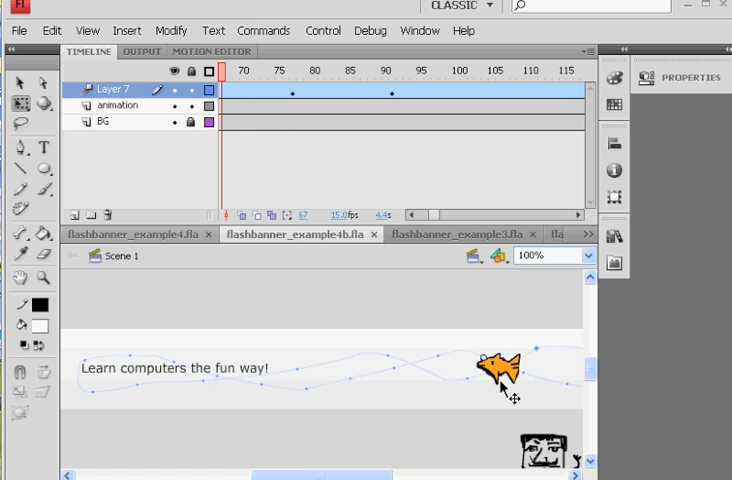 Fl
CLASSIC
File Edit View Insert Modify Text Commands Control Debug Window Help
TIMELINE OUTPUT MOTION EDITOR
PROPERTIES
70 75 80 85 90 95 100 105 110 115
Layer 7
animation
BG
67 15.0fps 4.4s
flashbanner_example4.fla × flashbanner_example4b.fla × flashbanner_example3.fla × fla
Scene 1
100%
Learn computers the fun way!